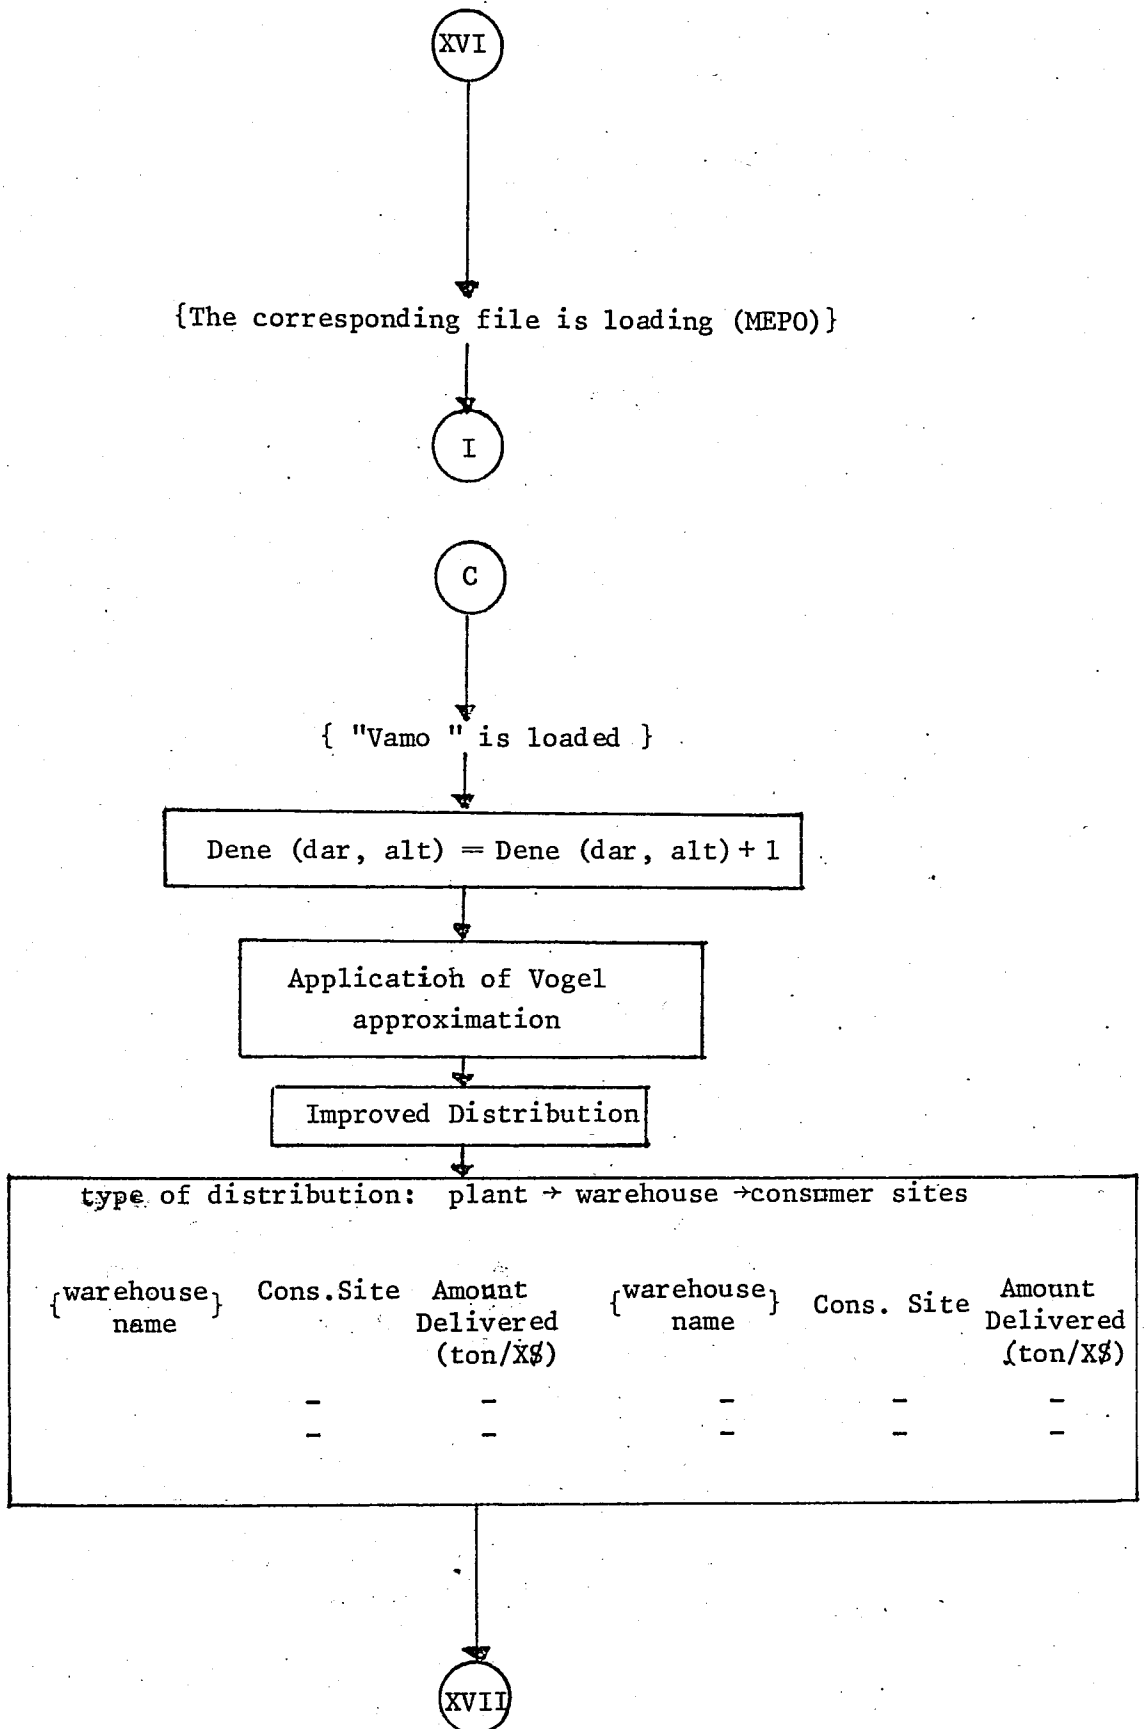 XVI
{The corresponding file is loading (MEPO)}
I
C
{ "Vamo " is loaded }
Dene (dar, alt) = Dene (dar, alt) + 1
Application of Vogel
approximation
Improved Distribution
type of distribution: plant → warehouse →consumer sites
{warehouse name} Cons.Site Amount Delivered (ton/X$) {warehouse name} Cons. Site Amount Delivered (ton/X$)
– – – – –
– – – – –
XVII